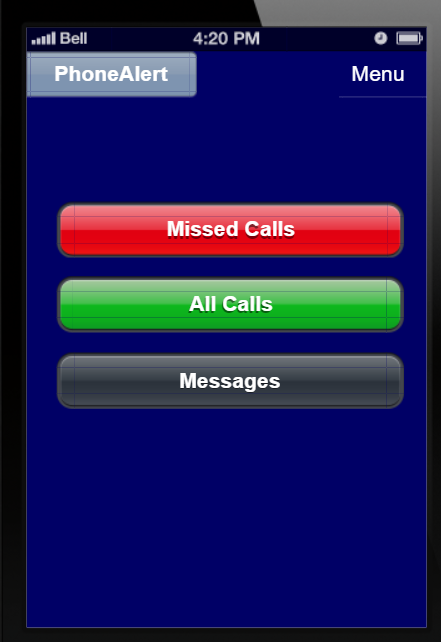 Bell 4:20 PM
PhoneAlert Menu
Missed Calls
All Calls
Messages